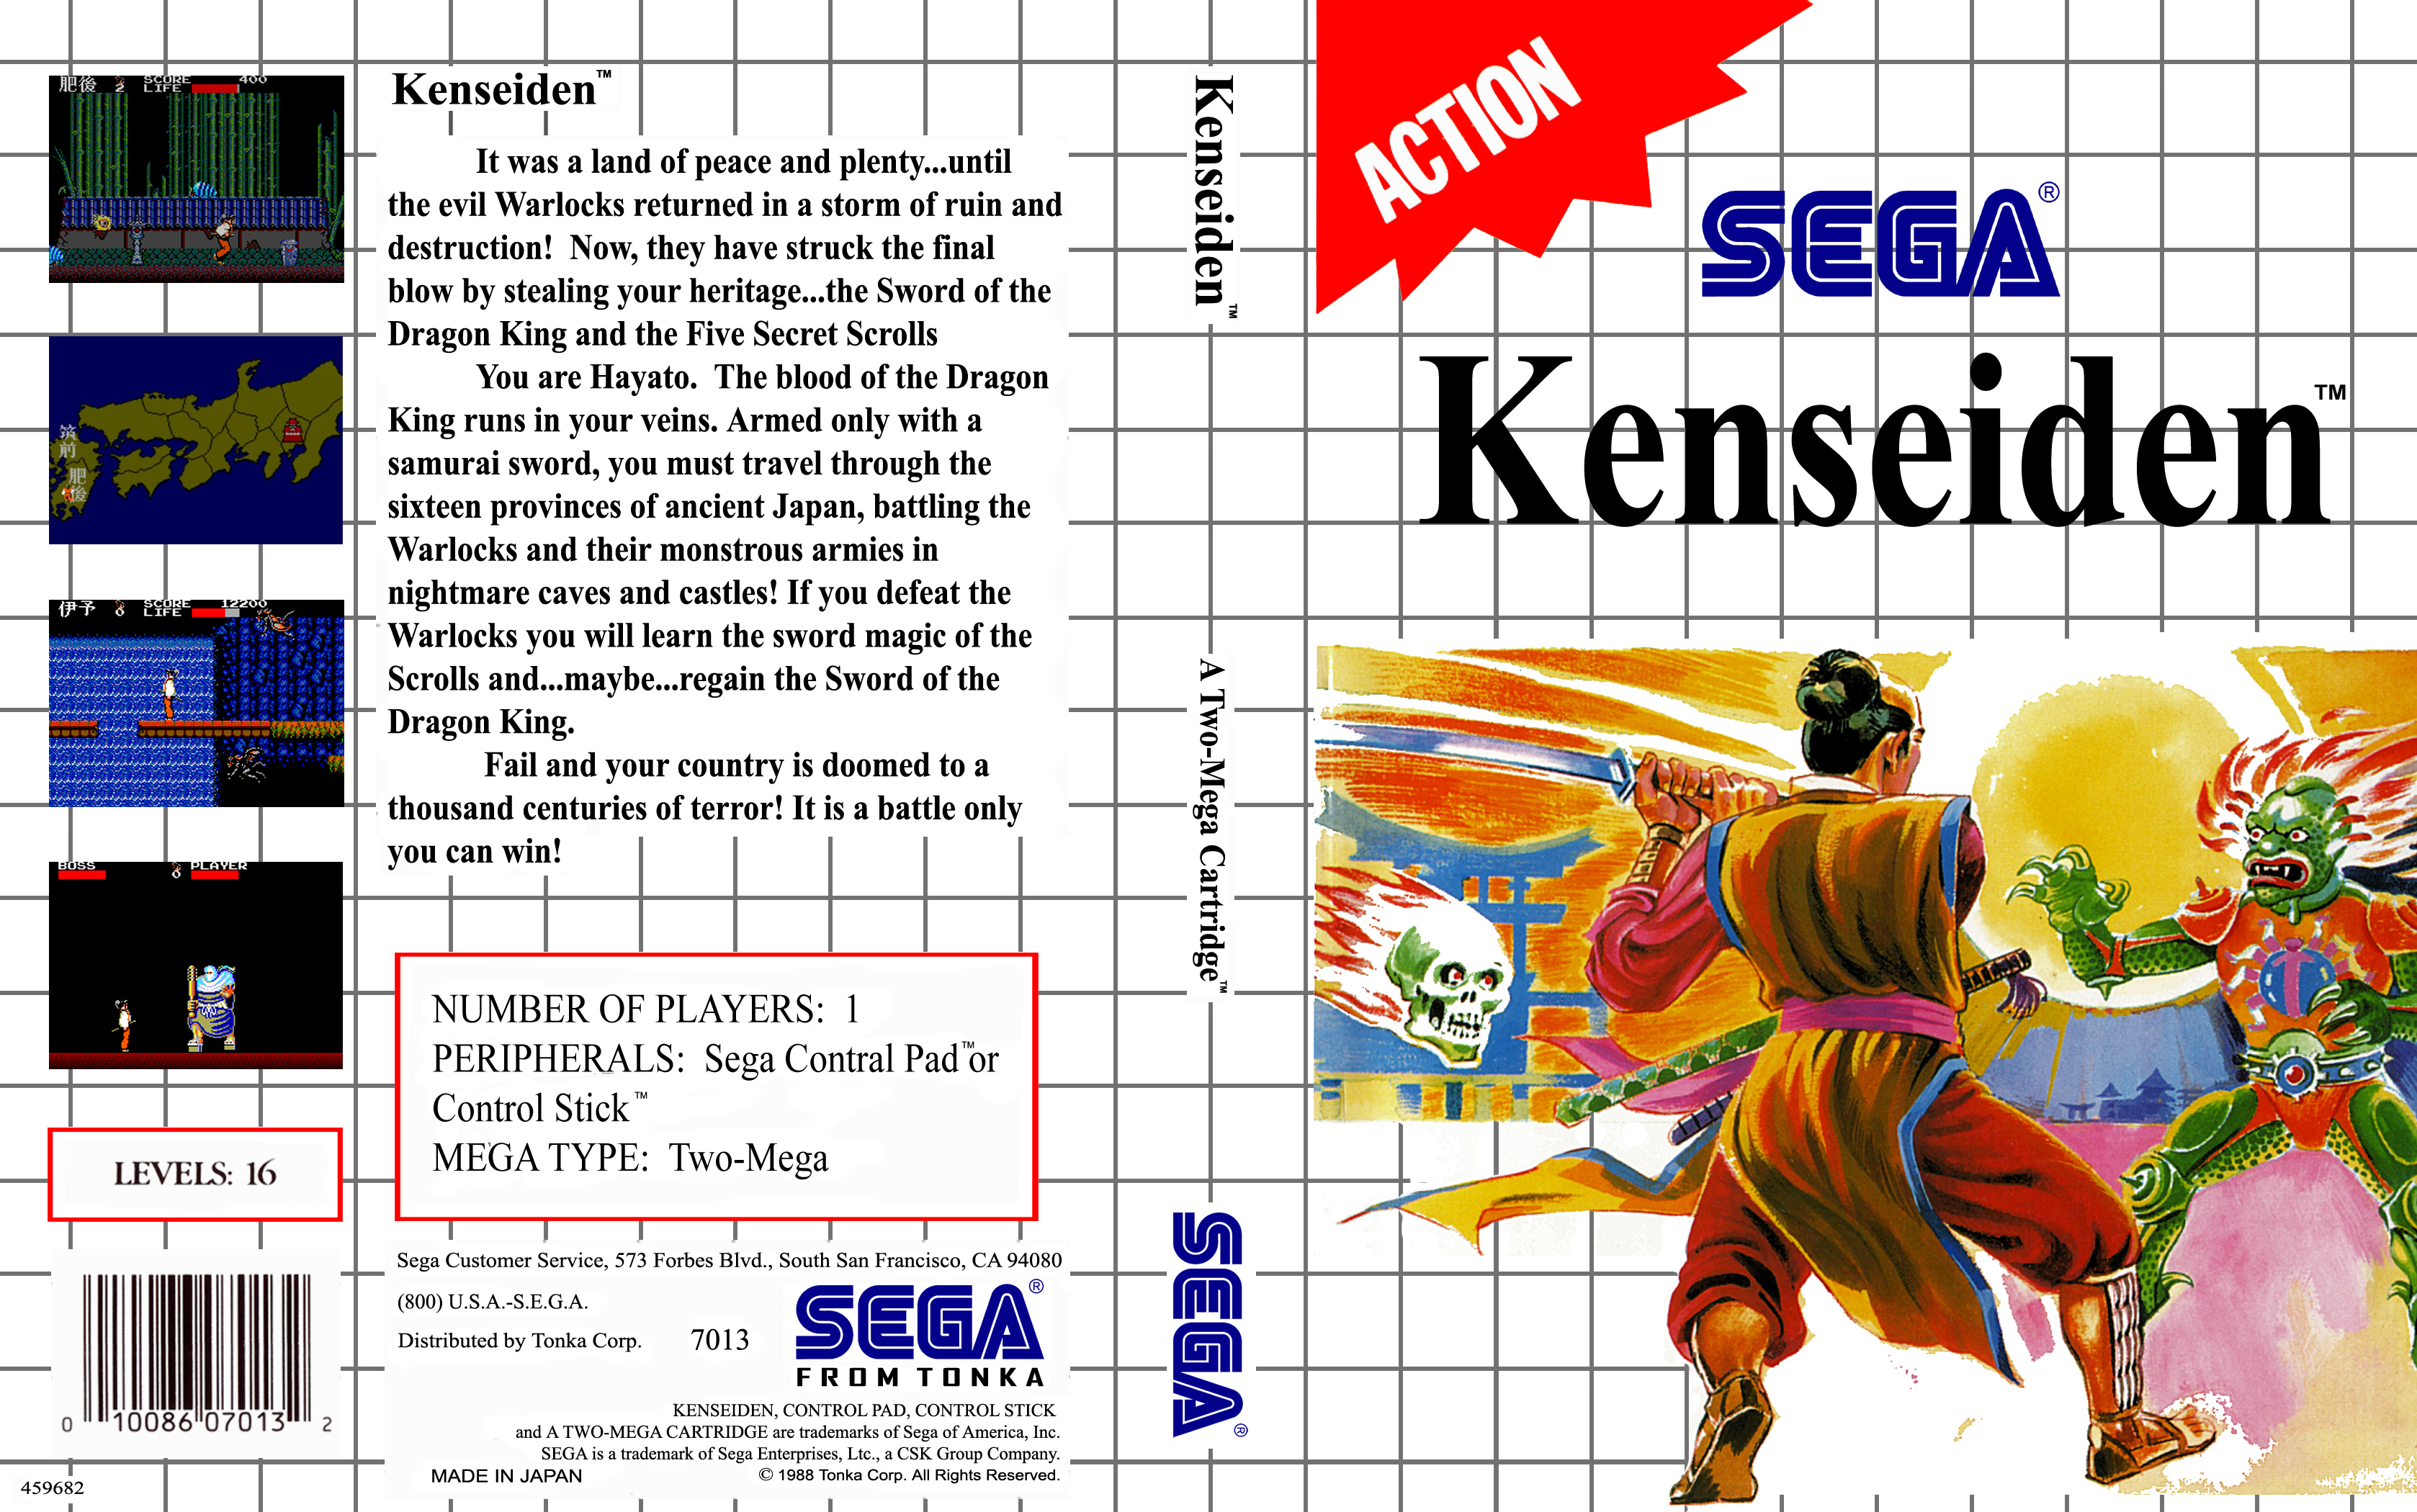 肥後 2 SCORE 400
LIFE
筑前
肥後
伊予 0 SCORE 12200
LIFE
BOSS 0 PLAYER
LEVELS: 16
0 10086 07013 2
459682
Kenseiden™
It was a land of peace and plenty...until
the evil Warlocks returned in a storm of ruin and
destruction! Now, they have struck the final
blow by stealing your heritage...the Sword of the
Dragon King and the Five Secret Scrolls
You are Hayato. The blood of the Dragon
King runs in your veins. Armed only with a
samurai sword, you must travel through the
sixteen provinces of ancient Japan, battling the
Warlocks and their monstrous armies in
nightmare caves and castles! If you defeat the
Warlocks you will learn the sword magic of the
Scrolls and...maybe...regain the Sword of the
Dragon King.
Fail and your country is doomed to a
thousand centuries of terror! It is a battle only
you can win!
NUMBER OF PLAYERS: 1
PERIPHERALS: Sega Contral Pad™ or
Control Stick™
MEGA TYPE: Two-Mega
Sega Customer Service, 573 Forbes Blvd., South San Francisco, CA 94080
(800) U.S.A.-S.E.G.A.
Distributed by Tonka Corp. 7013
SEGA®
FROM TONKA
KENSEIDEN, CONTROL PAD, CONTROL STICK
and A TWO-MEGA CARTRIDGE are trademarks of Sega of America, Inc.
SEGA is a trademark of Sega Enterprises, Ltc., a CSK Group Company.
MADE IN JAPAN © 1988 Tonka Corp. All Rights Reserved.
Kenseiden™
A Two-Mega Cartridge™
SEGA®
ACTION
SEGA®
Kenseiden™